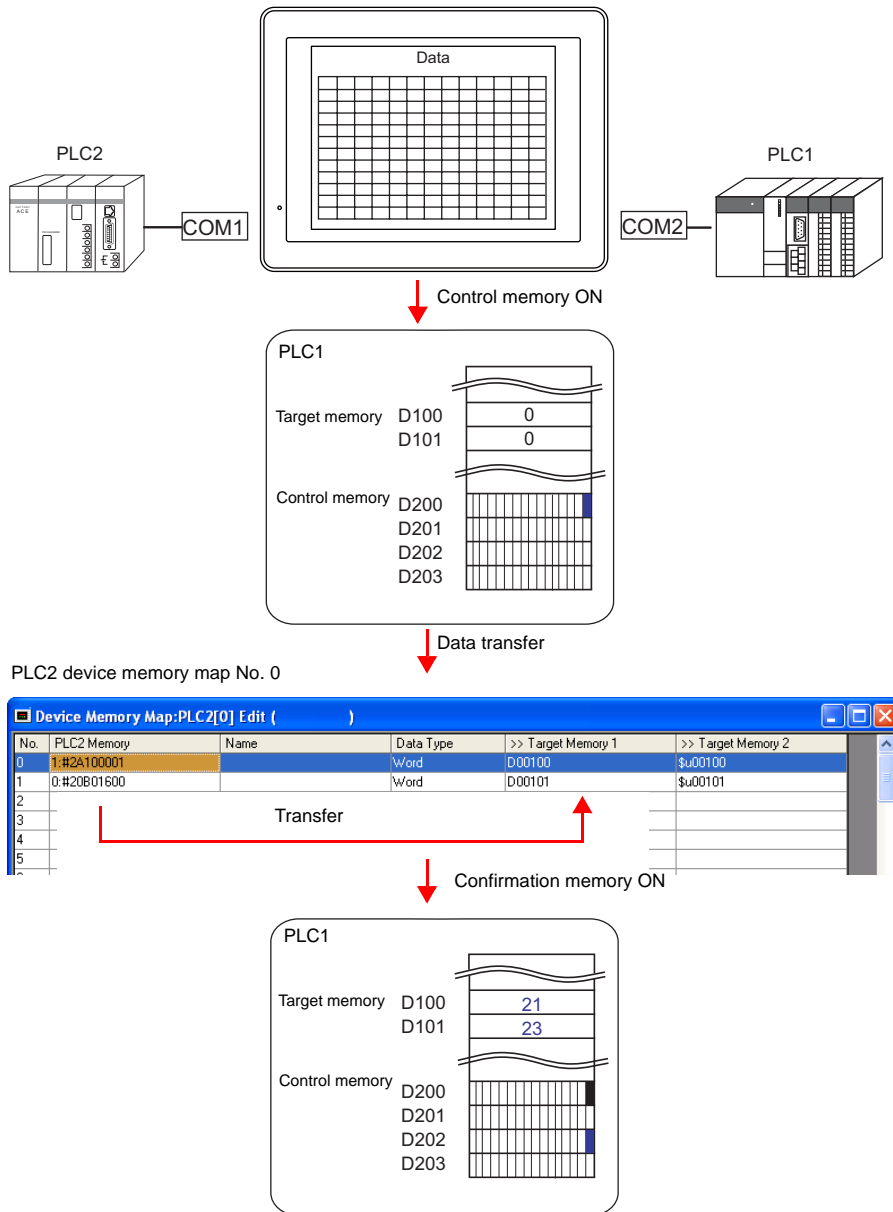 Data
PLC2
PLC1
ACE
COM1
COM2
Control memory ON
PLC1
Target memory D100 0
D101 0
Control memory D200
D201
D202
D203
Data transfer
PLC2 device memory map No. 0
Device Memory Map:PLC2[0] Edit ( )
No. PLC2 Memory Name Data Type >> Target Memory 1 >> Target Memory 2
0 1:#2A100001 Word D00100 $u00100
1 0:#20B01600 Word D00101 $u00101
2
3
4
5
Transfer
Confirmation memory ON
PLC1
Target memory D100 21
D101 23
Control memory D200
D201
D202
D203